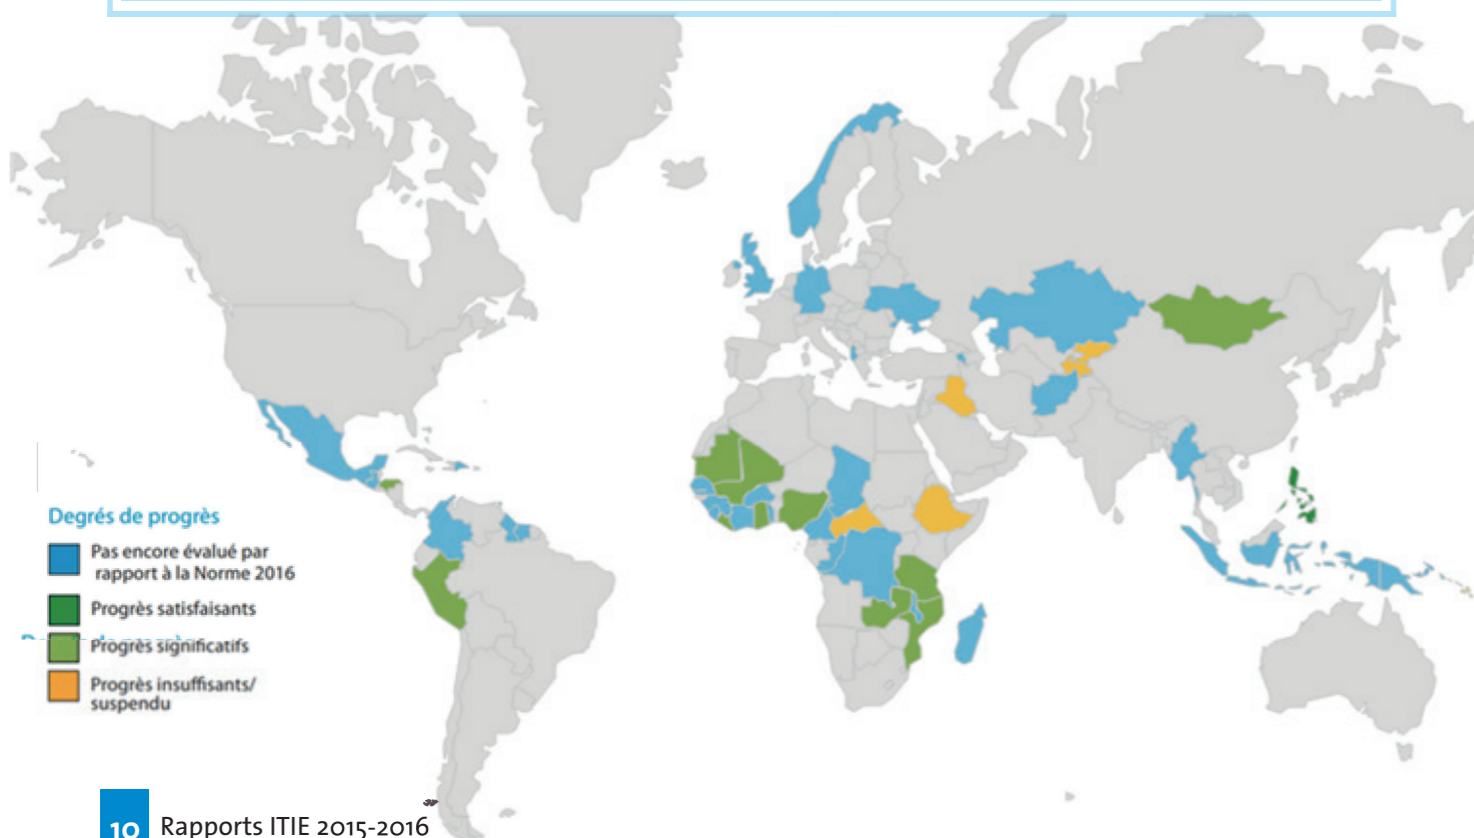 Degrés de progrès
Pas encore évalué par
rapport à la Norme 2016
Progrès satisfaisants
Progrès significatifs
Progrès insuffisants/
suspendu
10 Rapports ITIE 2015-2016